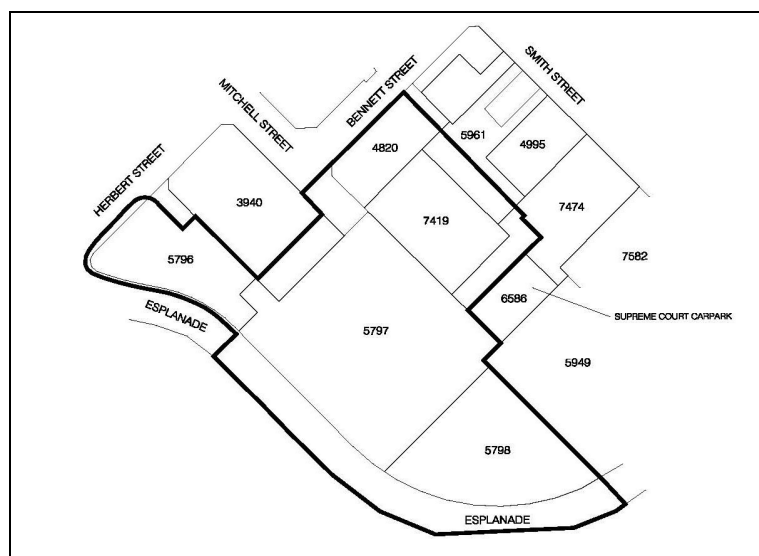 SMITH STREET
BENNETT STREET
MITCHELL STREET
HERBERT STREET
5961
4820
4995
3940
7474
7419
7582
5796
6586
ESPLANADE
SUPREME COURT CARPARK
5797
5949
5798
ESPLANADE